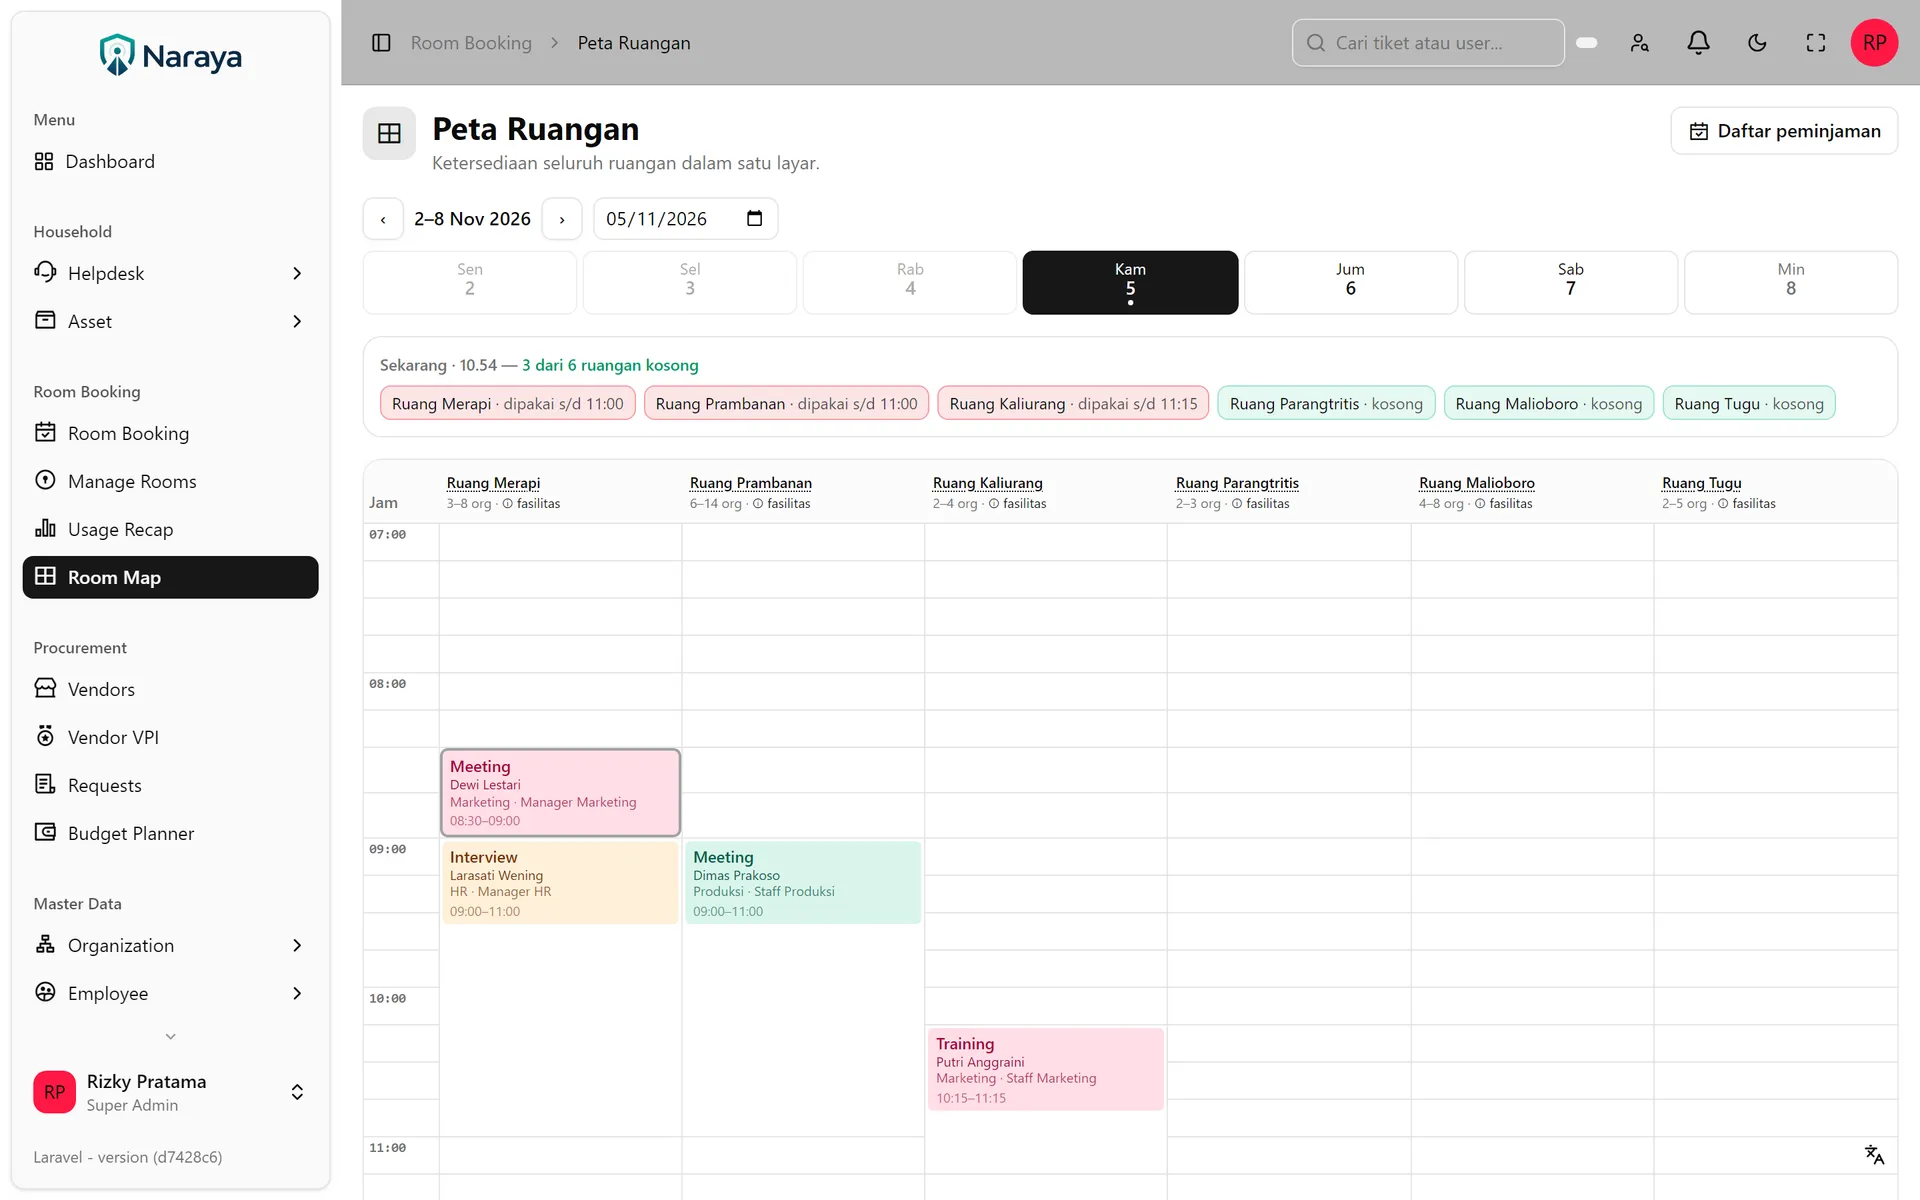 Naraya
Menu
Dashboard
Household
Helpdesk
Asset
Room Booking
Room Booking
Manage Rooms
Usage Recap
Room Map
Procurement
Vendors
Vendor VPI
Requests
Budget Planner
Master Data
Organization
Employee
RP
Rizky Pratama
Super Admin
Laravel - version (d7428c6)
Room Booking > Peta Ruangan
Cari tiket atau user...
RP
Peta Ruangan
Ketersediaan seluruh ruangan dalam satu layar.
Daftar peminjaman
‹ 2–8 Nov 2026 › 05/11/2026
Sen 2
Sel 3
Rab 4
Kam 5
Jum 6
Sab 7
Min 8
Sekarang · 10.54 — 3 dari 6 ruangan kosong
Ruang Merapi · dipakai s/d 11:00
Ruang Prambanan · dipakai s/d 11:00
Ruang Kaliurang · dipakai s/d 11:15
Ruang Parangtritis · kosong
Ruang Malioboro · kosong
Ruang Tugu · kosong
Jam
Ruang Merapi
3–8 org · fasilitas
Ruang Prambanan
6–14 org · fasilitas
Ruang Kaliurang
2–4 org · fasilitas
Ruang Parangtritis
2–3 org · fasilitas
Ruang Malioboro
4–8 org · fasilitas
Ruang Tugu
2–5 org · fasilitas
07:00
08:00
Meeting
Dewi Lestari
Marketing · Manager Marketing
08:30–09:00
09:00
Interview
Larasati Wening
HR · Manager HR
09:00–11:00
Meeting
Dimas Prakoso
Produksi · Staff Produksi
09:00–11:00
10:00
Training
Putri Anggraini
Marketing · Staff Marketing
10:15–11:15
11:00